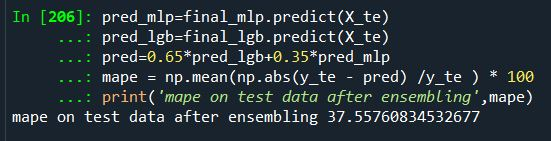 In [206]: pred_mlp=final_mlp.predict(X_te)
...: pred_lgb=final_lgb.predict(X_te)
...: pred=0.65*pred_lgb+0.35*pred_mlp
...: mape = np.mean(np.abs(y_te - pred) /y_te ) * 100
...: print('mape on test data after ensembling',mape)
mape on test data after ensembling 37.55760834532677